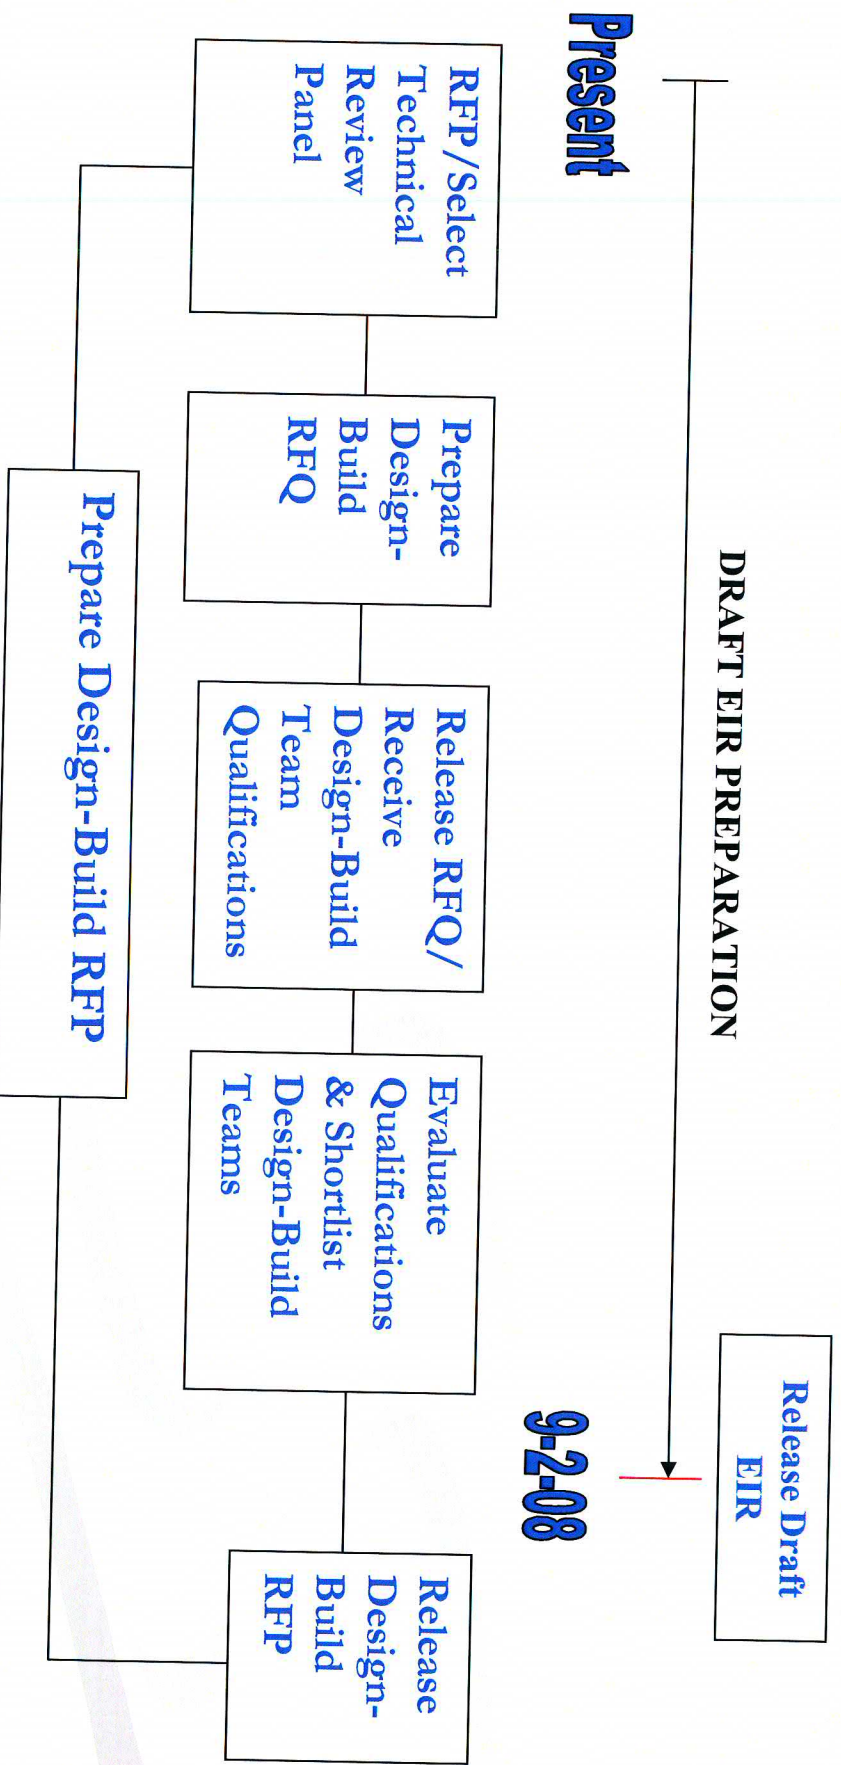 Release Draft
EIR
DRAFT EIR PREPARATION
Present
9-2-08
RFP/Select
Technical
Review
Panel
Prepare
Design-
Build
RFQ
Release RFQ/
Receive
Design-Build
Team
Qualifications
Evaluate
Qualifications
& Shortlist
Design-Build
Teams
Release
Design-
Build
RFP
Prepare Design-Build RFP